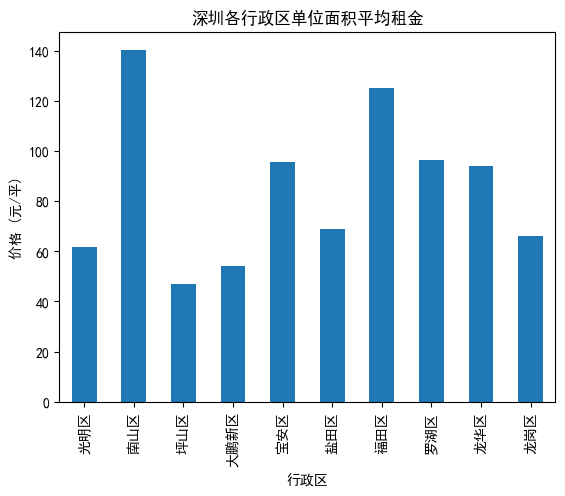 深圳各行政区单位面积平均租金
价格 (元/平)
140
120
100
80
60
40
20
0
光明区
南山区
坪山区
大鹏新区
宝安区
盐田区
福田区
罗湖区
龙华区
龙岗区
行政区